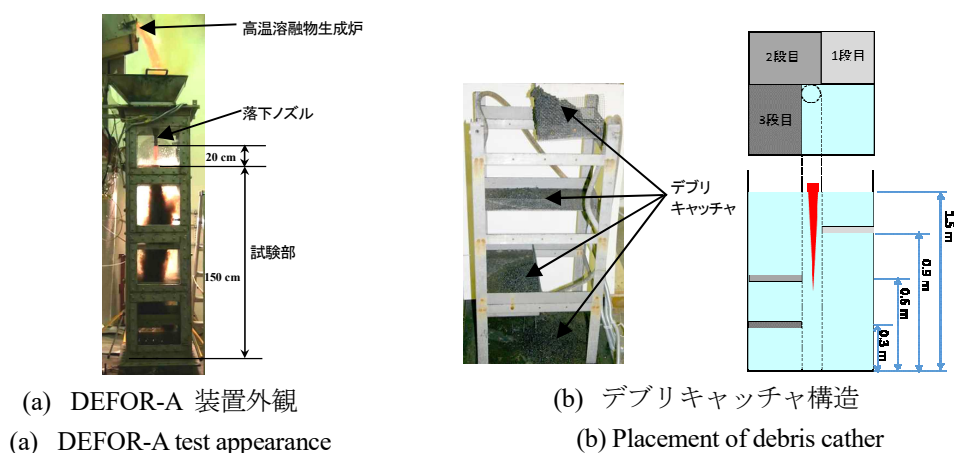 高温溶融物生成炉
落下ノズル
20 cm
試験部
150 cm
デブリ
キャッチャ
2段目
1段目
3段目
1.5 m
0.9 m
0.6 m
0.3 m
(a) DEFOR-A 装置外観
(a) DEFOR-A test appearance
(b) デブリキャッチャ構造
(b) Placement of debris cather